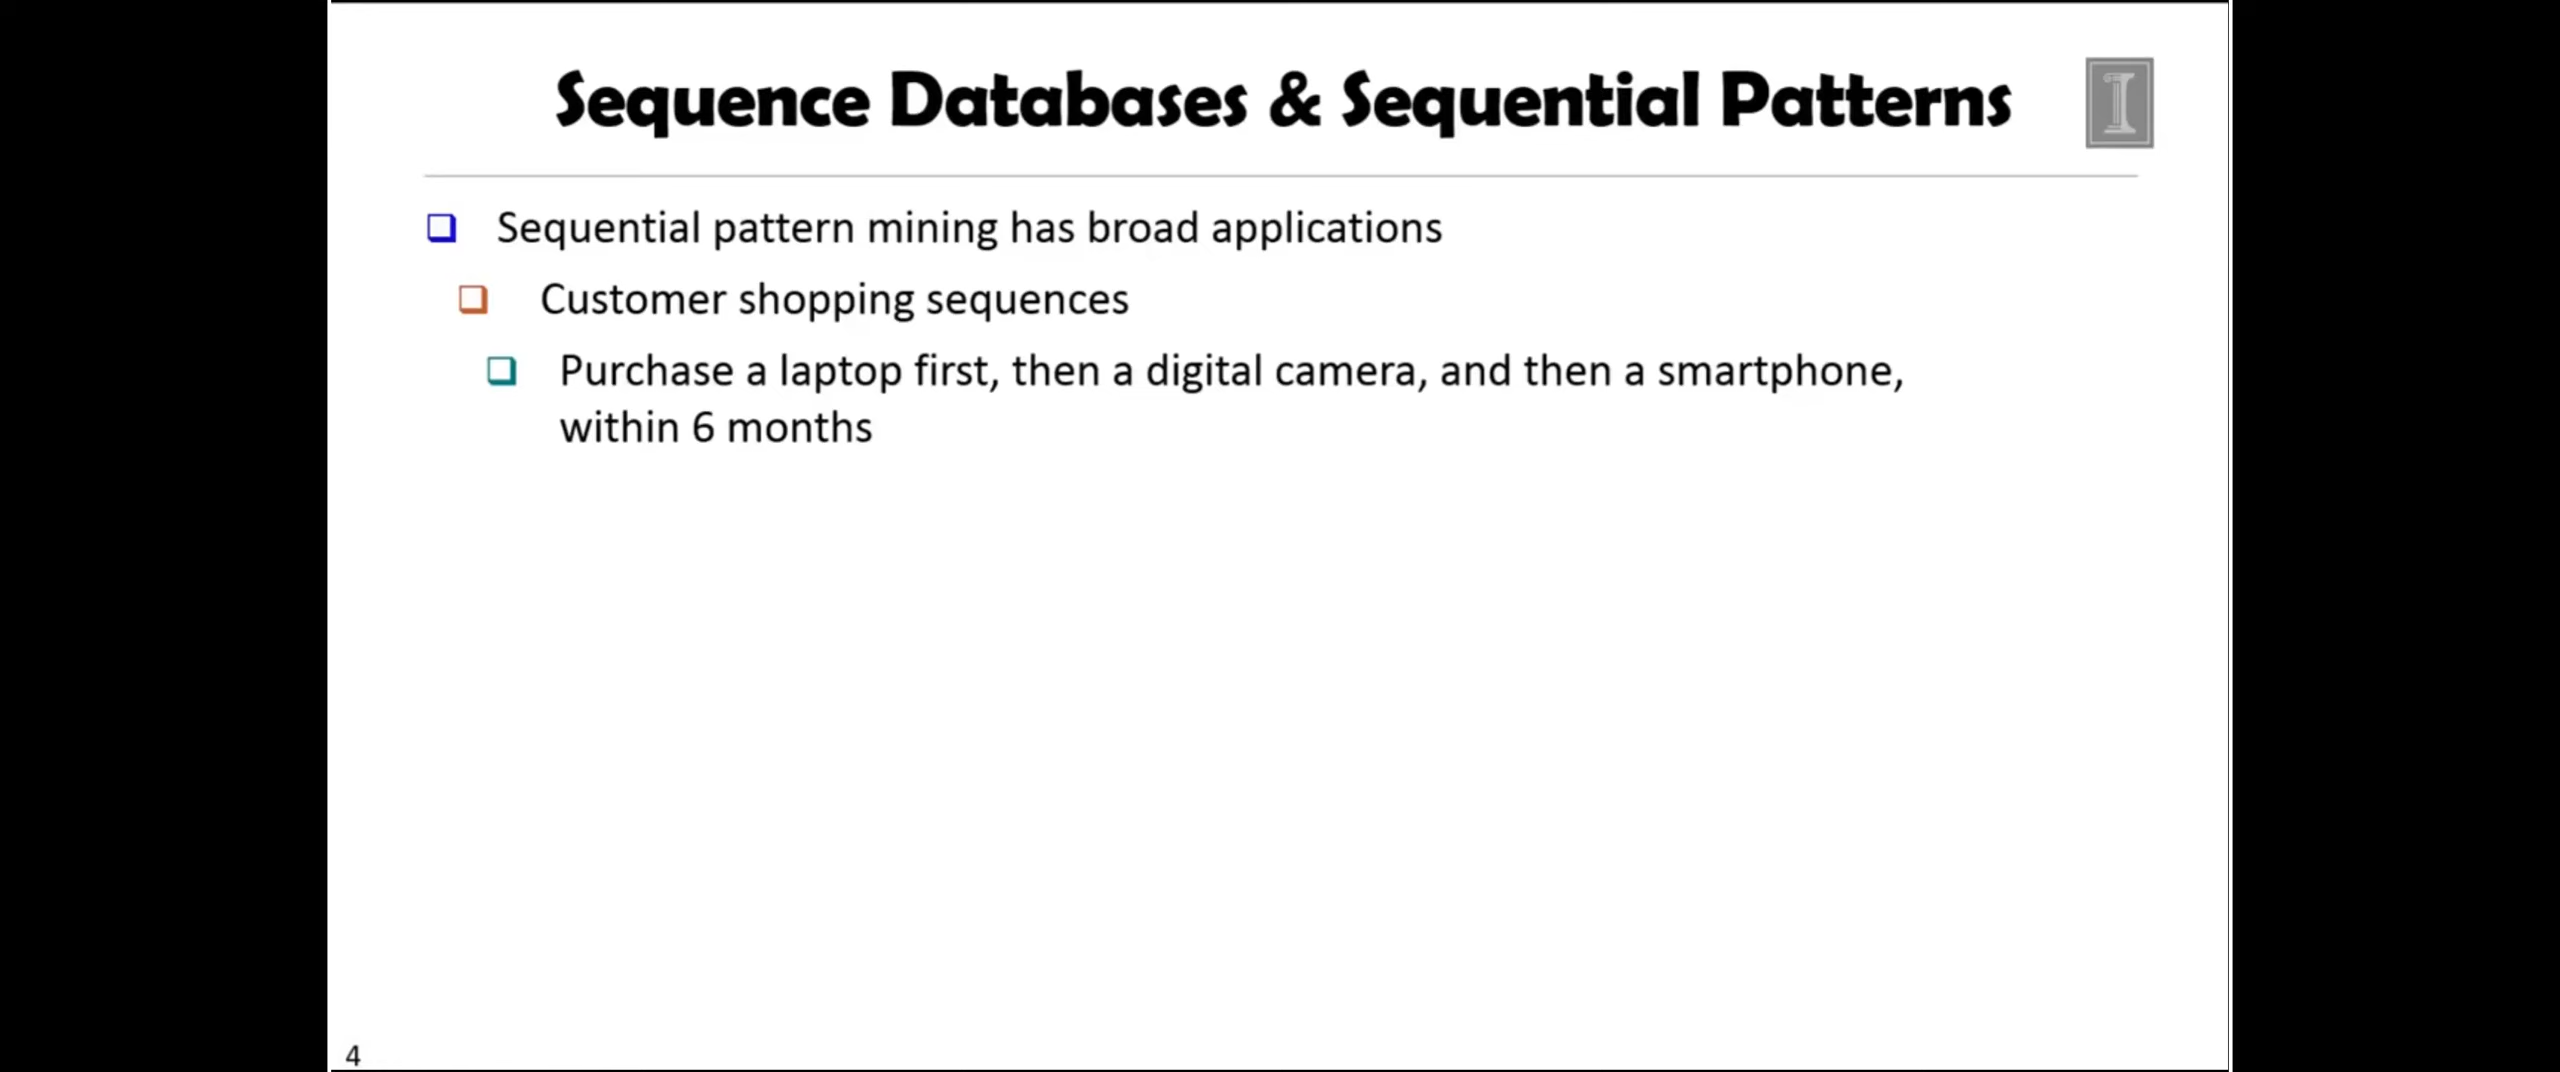 Sequence Databases & Sequential Patterns
Sequential pattern mining has broad applications
Customer shopping sequences
Purchase a laptop first, then a digital camera, and then a smartphone,
within 6 months
4